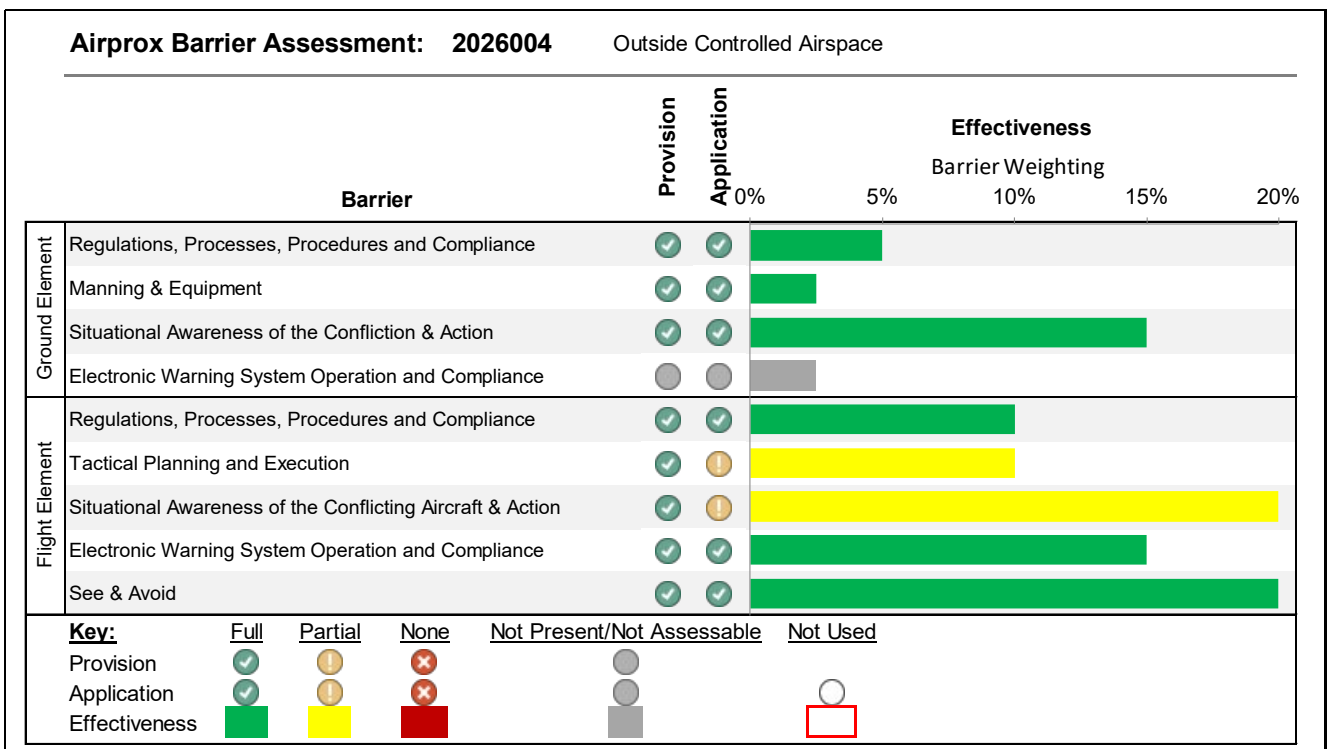 Airprox Barrier Assessment: 2026004 Outside Controlled Airspace
Provision
Application
Effectiveness
Barrier Weighting
Barrier
0% 5% 10% 15% 20%
Ground Element
Regulations, Processes, Procedures and Compliance
Manning & Equipment
Situational Awareness of the Confliction & Action
Electronic Warning System Operation and Compliance
Flight Element
Regulations, Processes, Procedures and Compliance
Tactical Planning and Execution
Situational Awareness of the Conflicting Aircraft & Action
Electronic Warning System Operation and Compliance
See & Avoid
Key: Full Partial None Not Present/Not Assessable Not Used
Provision
Application
Effectiveness